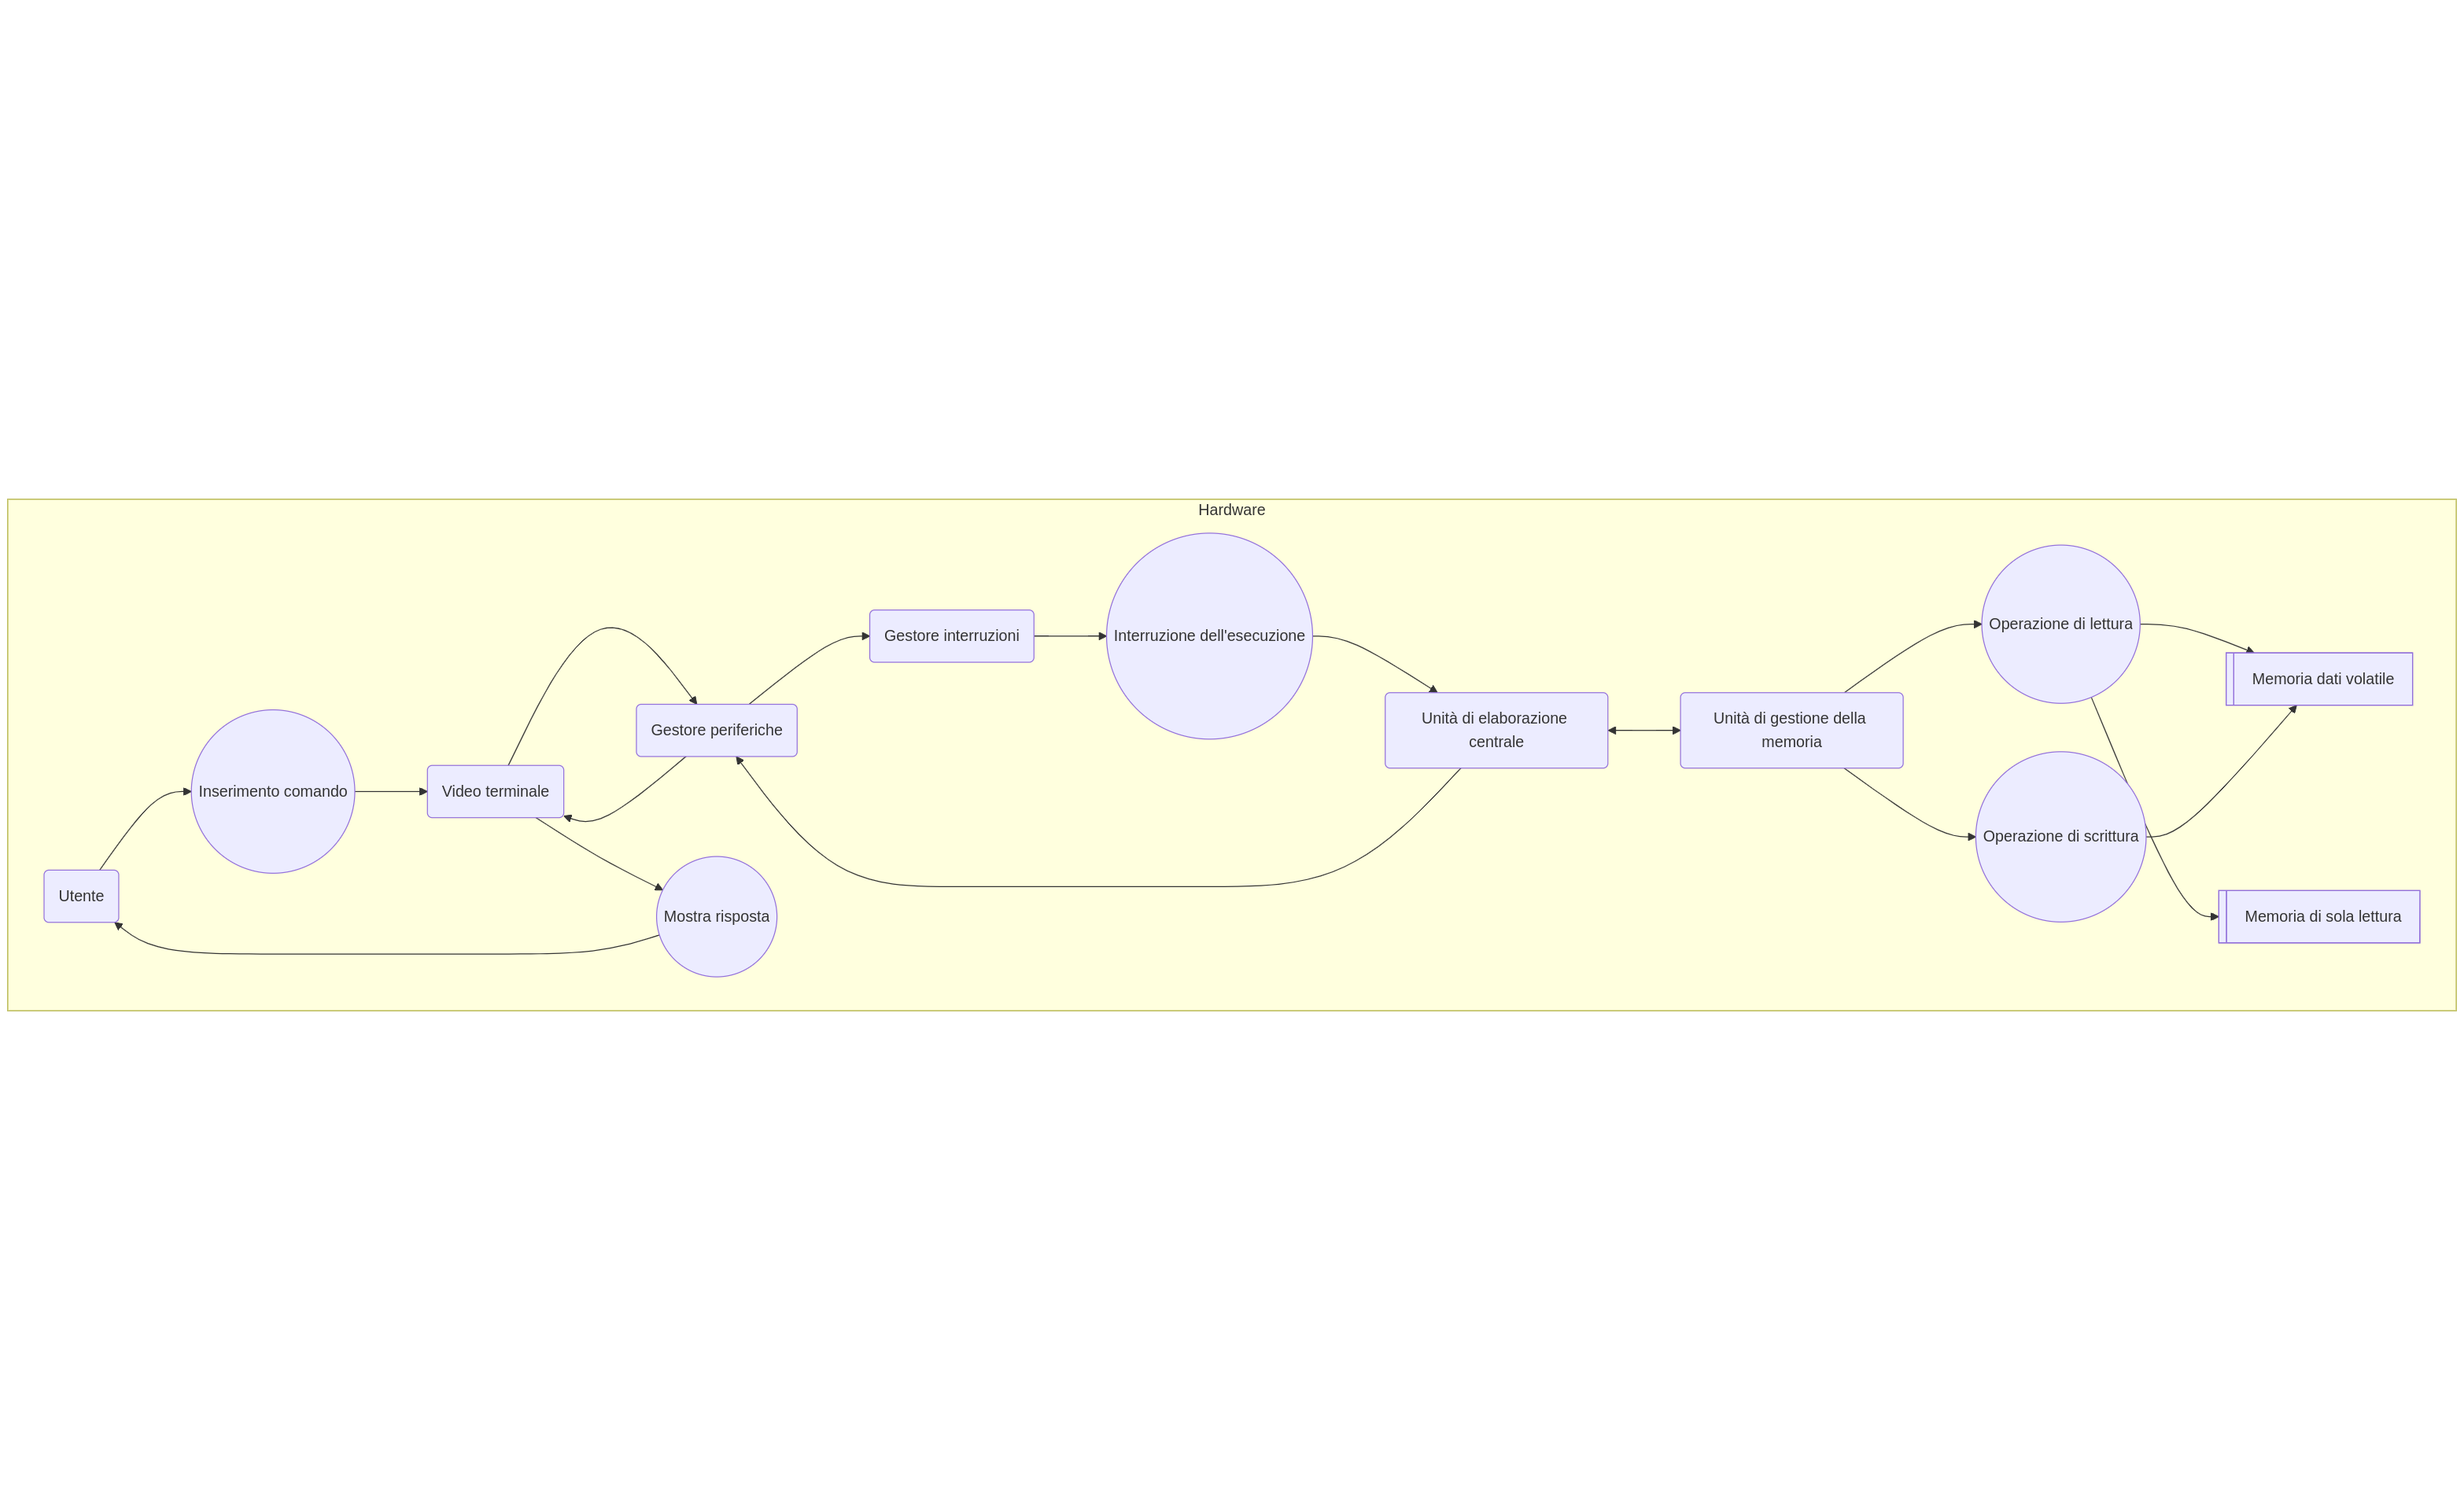 Hardware
Utente
Inserimento comando
Video terminale
Gestore periferiche
Mostra risposta
Gestore interruzioni
Interruzione dell'esecuzione
Unità di elaborazione
centrale
Unità di gestione della
memoria
Operazione di lettura
Operazione di scrittura
Memoria dati volatile
Memoria di sola lettura